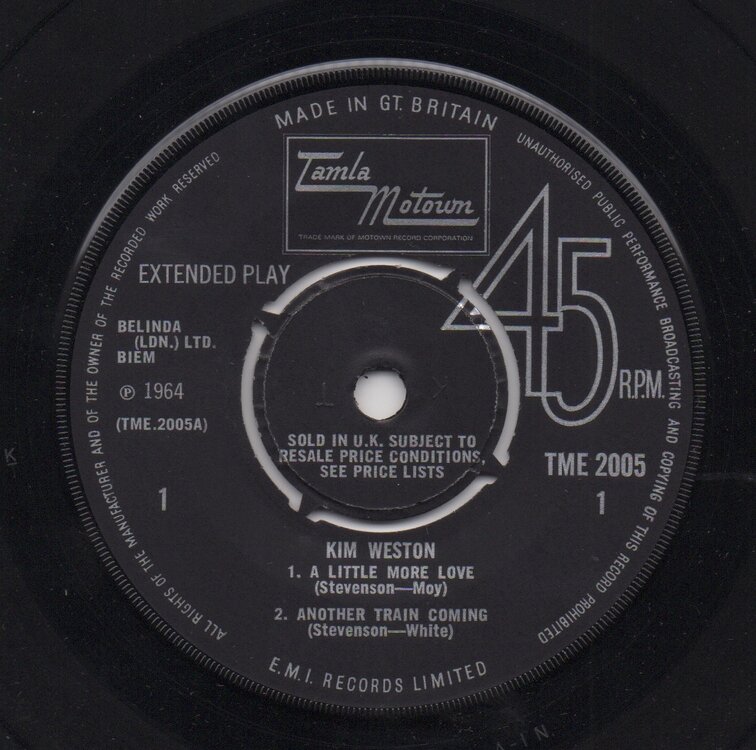 MADE IN GT. BRITAIN
ALL RIGHTS OF THE MANUFACTURER AND OF THE OWNER OF THE RECORDED WORK RESERVED
UNAUTHORISED PUBLIC PERFORMANCE BROADCASTING AND COPYING OF THIS RECORD PROHIBITED
Tamla
Motown
TRADE MARK OF MOTOWN RECORD CORPORATION
EXTENDED PLAY
45
R.P.M.
BELINDA
(LDN.) LTD.
BIEM
℗ 1964
(TME.2005A)
SOLD IN U.K. SUBJECT TO
RESALE PRICE CONDITIONS,
SEE PRICE LISTS
TME 2005
1
1
KIM WESTON
1. A LITTLE MORE LOVE
(Stevenson—Moy)
2. ANOTHER TRAIN COMING
(Stevenson—White)
E.M.I. RECORDS LIMITED